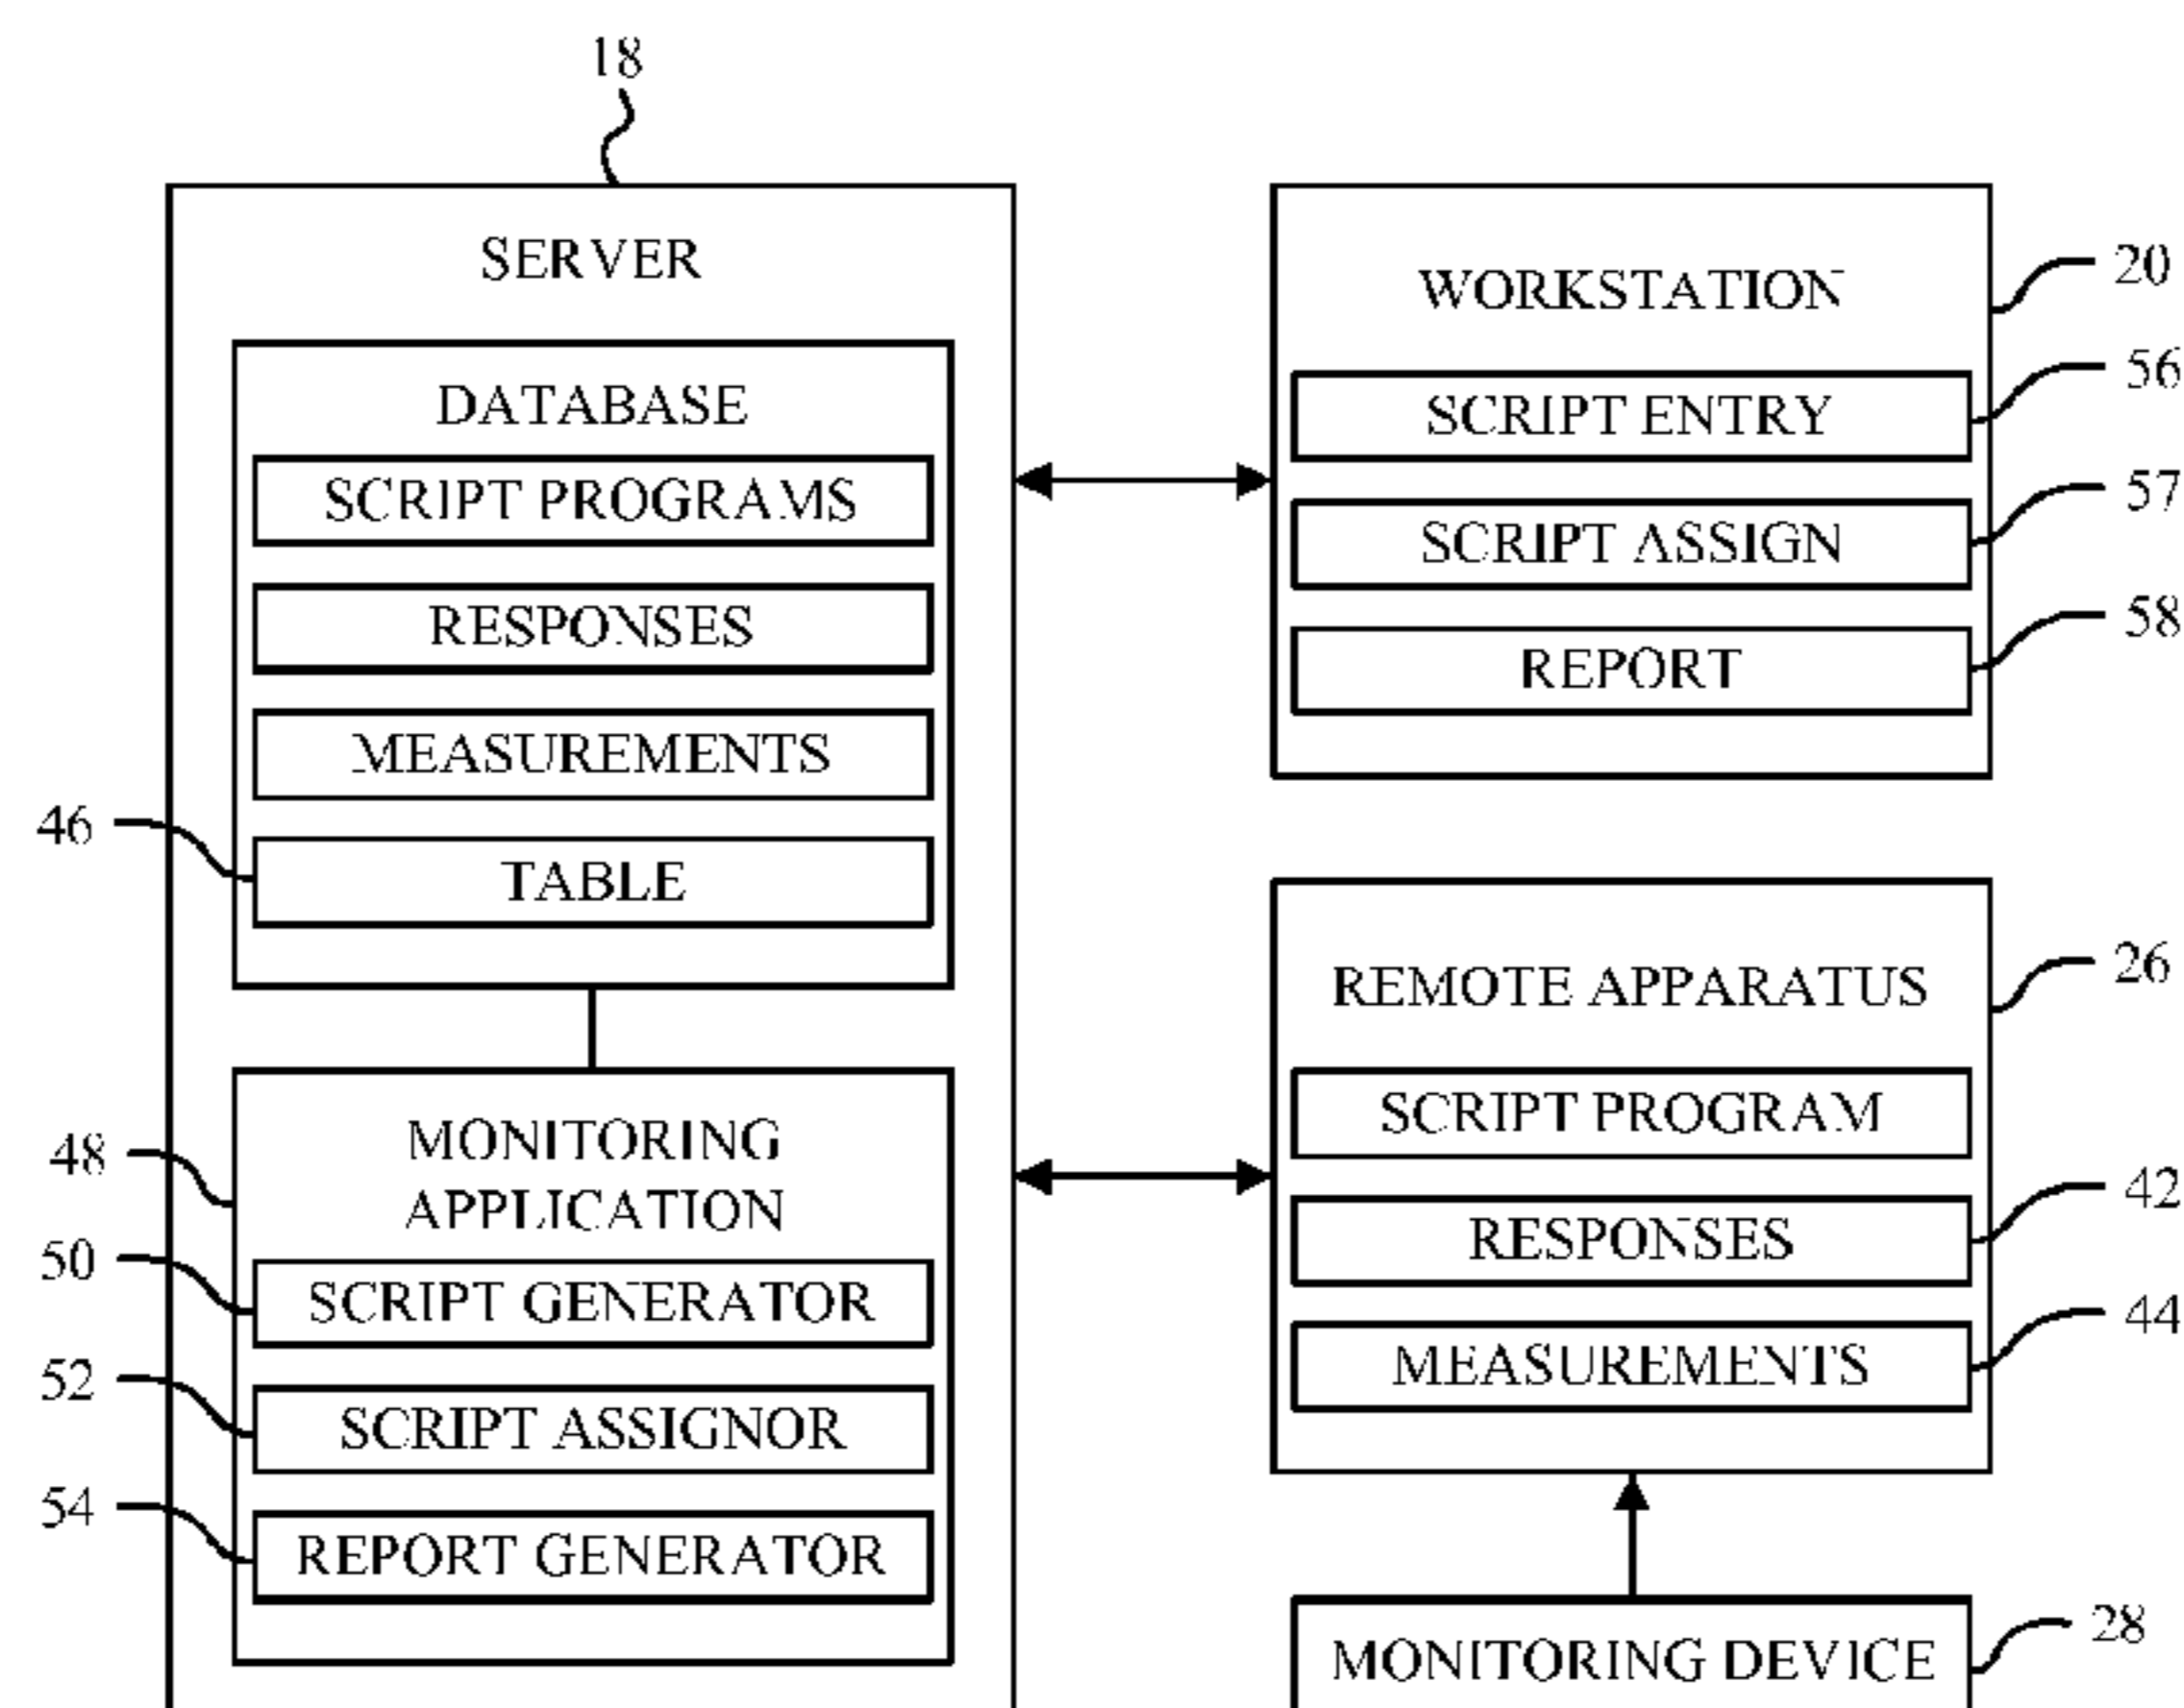 18
SERVER
DATABASE
SCRIPT PROGRAMS
RESPONSES
MEASUREMENTS
46
TABLE
48
MONITORING
APPLICATION
50
SCRIPT GENERATOR
52
SCRIPT ASSIGNOR
54
REPORT GENERATOR
WORKSTATION
20
SCRIPT ENTRY
56
SCRIPT ASSIGN
57
REPORT
58
REMOTE APPARATUS
26
SCRIPT PROGRAM
RESPONSES
42
MEASUREMENTS
44
MONITORING DEVICE
28